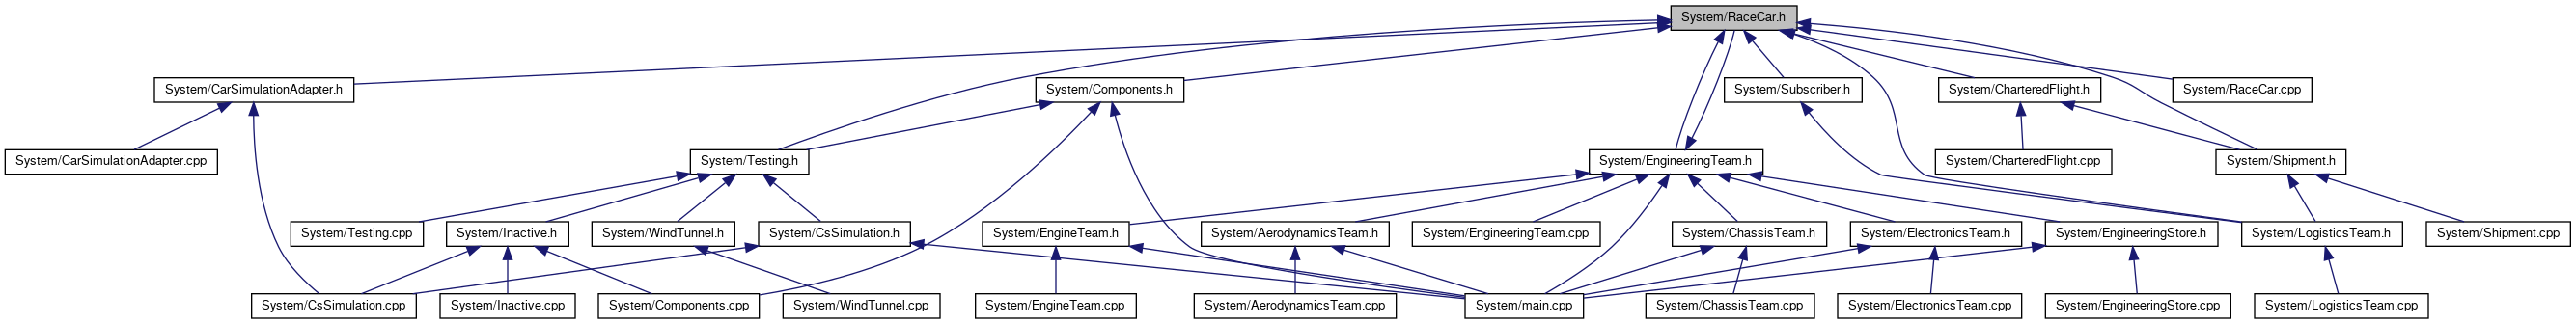 System/RaceCar.h
System/CarSimulationAdapter.h
System/Components.h
System/Subscriber.h
System/CharteredFlight.h
System/RaceCar.cpp
System/CarSimulationAdapter.cpp
System/Testing.h
System/EngineeringTeam.h
System/CharteredFlight.cpp
System/Shipment.h
System/Testing.cpp
System/Inactive.h
System/WindTunnel.h
System/CsSimulation.h
System/EngineTeam.h
System/AerodynamicsTeam.h
System/EngineeringTeam.cpp
System/ChassisTeam.h
System/ElectronicsTeam.h
System/EngineeringStore.h
System/LogisticsTeam.h
System/Shipment.cpp
System/CsSimulation.cpp
System/Inactive.cpp
System/Components.cpp
System/WindTunnel.cpp
System/EngineTeam.cpp
System/AerodynamicsTeam.cpp
System/main.cpp
System/ChassisTeam.cpp
System/ElectronicsTeam.cpp
System/EngineeringStore.cpp
System/LogisticsTeam.cpp